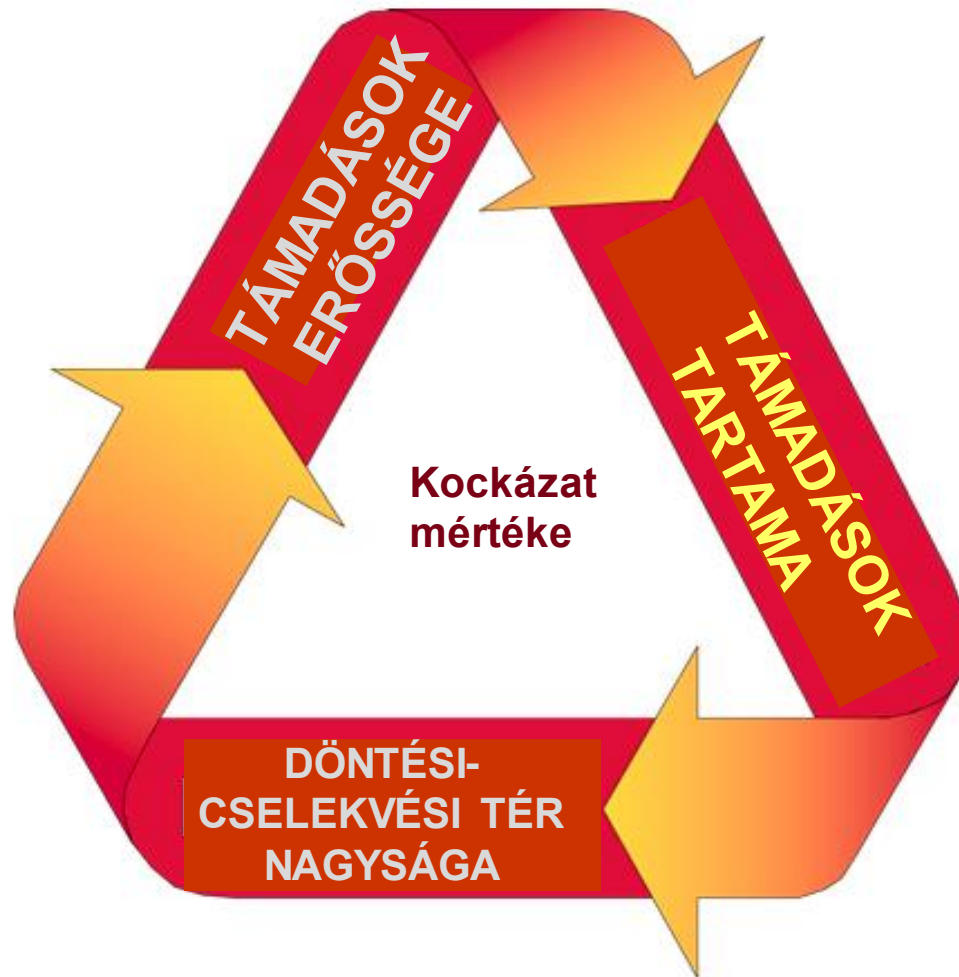 TÁMADÁSOK
ERŐSSÉGE
TÁMADÁSOK
TARTAMA
Kockázat
mértéke
DÖNTÉSI-
CSELEKVÉSI TÉR
NAGYSÁGA